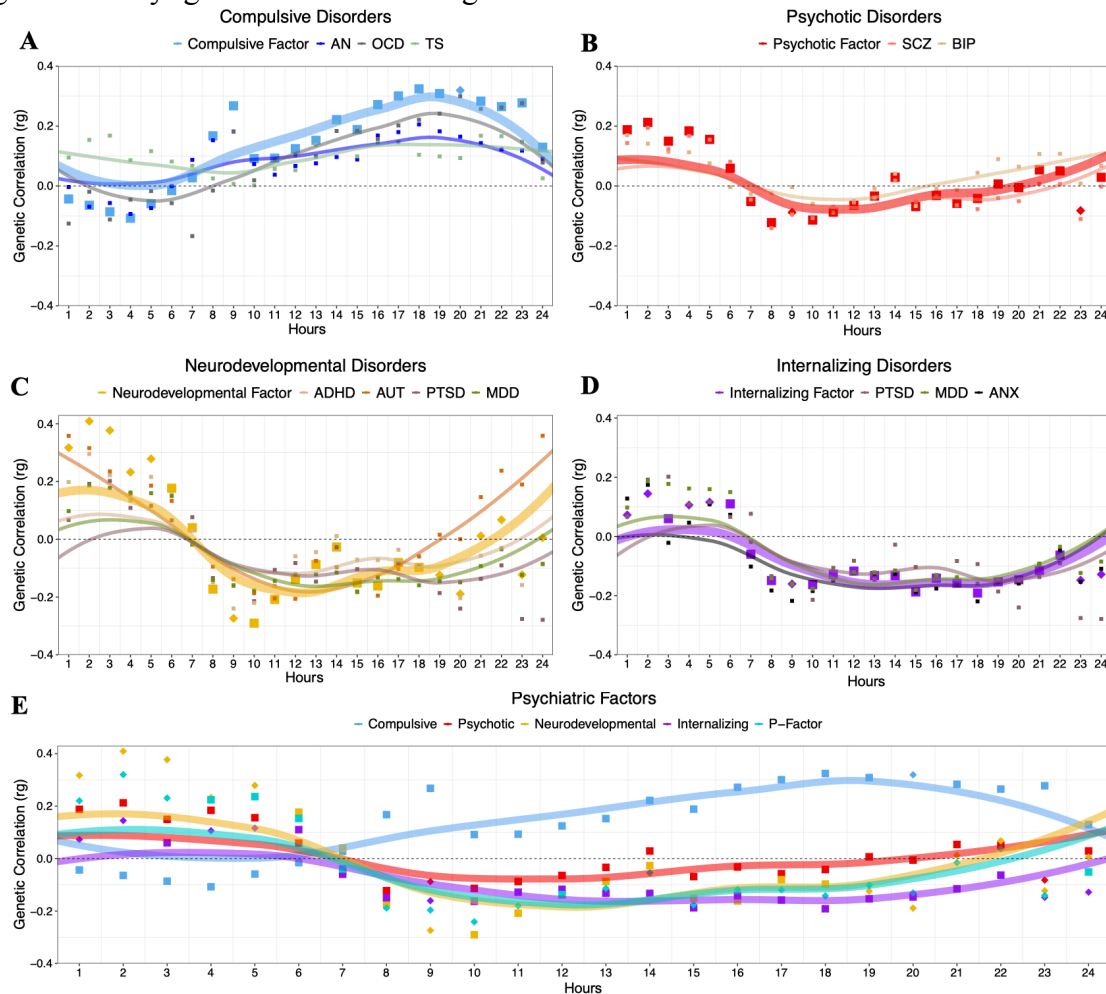 Compulsive Disorders
A
Compulsive Factor AN OCD TS
Genetic Correlation (rg)
0.4
0.2
0.0
−0.2
−0.4
1 2 3 4 5 6 7 8 9 10 11 12 13 14 15 16 17 18 19 20 21 22 23 24
Hours
Psychotic Disorders
B
Psychotic Factor SCZ BIP
Genetic Correlation (rg)
0.4
0.2
0.0
−0.2
−0.4
1 2 3 4 5 6 7 8 9 10 11 12 13 14 15 16 17 18 19 20 21 22 23 24
Hours
Neurodevelopmental Disorders
C
Neurodevelopmental Factor ADHD AUT PTSD MDD
Genetic Correlation (rg)
0.4
0.2
0.0
−0.2
−0.4
1 2 3 4 5 6 7 8 9 10 11 12 13 14 15 16 17 18 19 20 21 22 23 24
Hours
Internalizing Disorders
D
Internalizing Factor PTSD MDD ANX
Genetic Correlation (rg)
0.4
0.2
0.0
−0.2
−0.4
1 2 3 4 5 6 7 8 9 10 11 12 13 14 15 16 17 18 19 20 21 22 23 24
Hours
E
Psychiatric Factors
Compulsive Psychotic Neurodevelopmental Internalizing P−Factor
Genetic Correlation (rg)
0.4
0.2
0.0
−0.2
−0.4
1 2 3 4 5 6 7 8 9 10 11 12 13 14 15 16 17 18 19 20 21 22 23 24
Hours